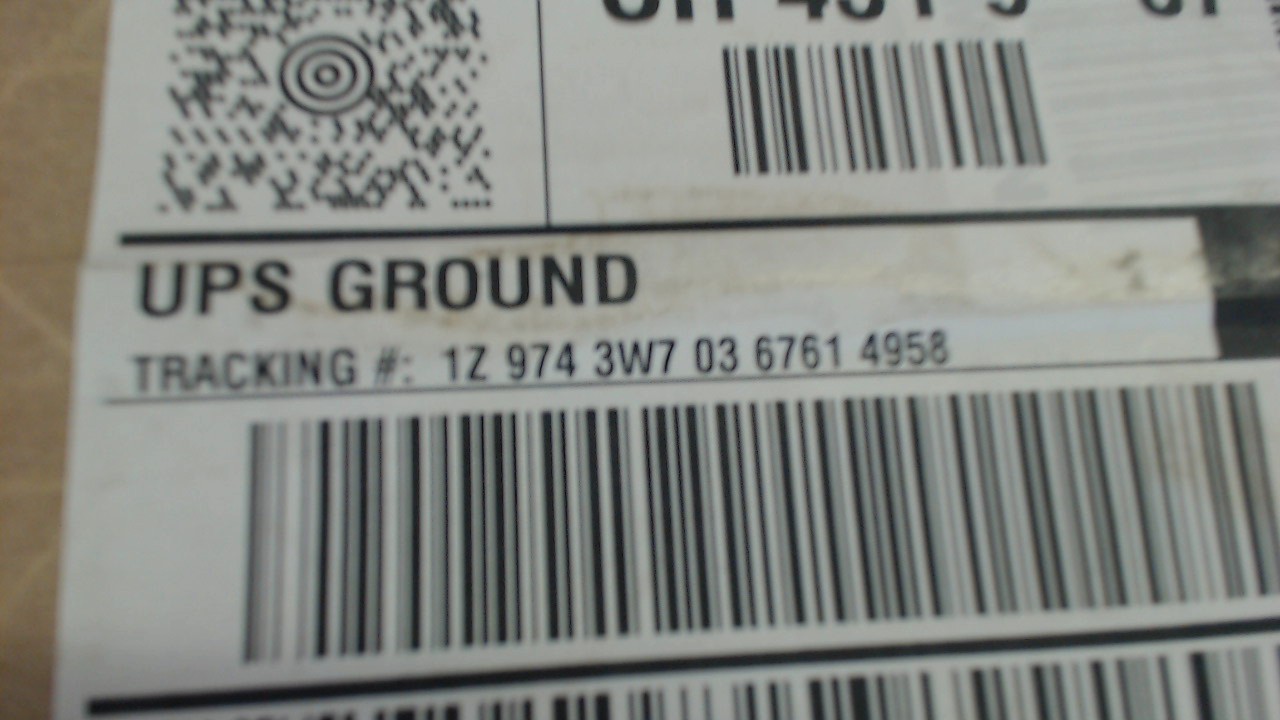 UPS GROUND
TRACKING #: 1Z 974 3W7 03 6761 4958